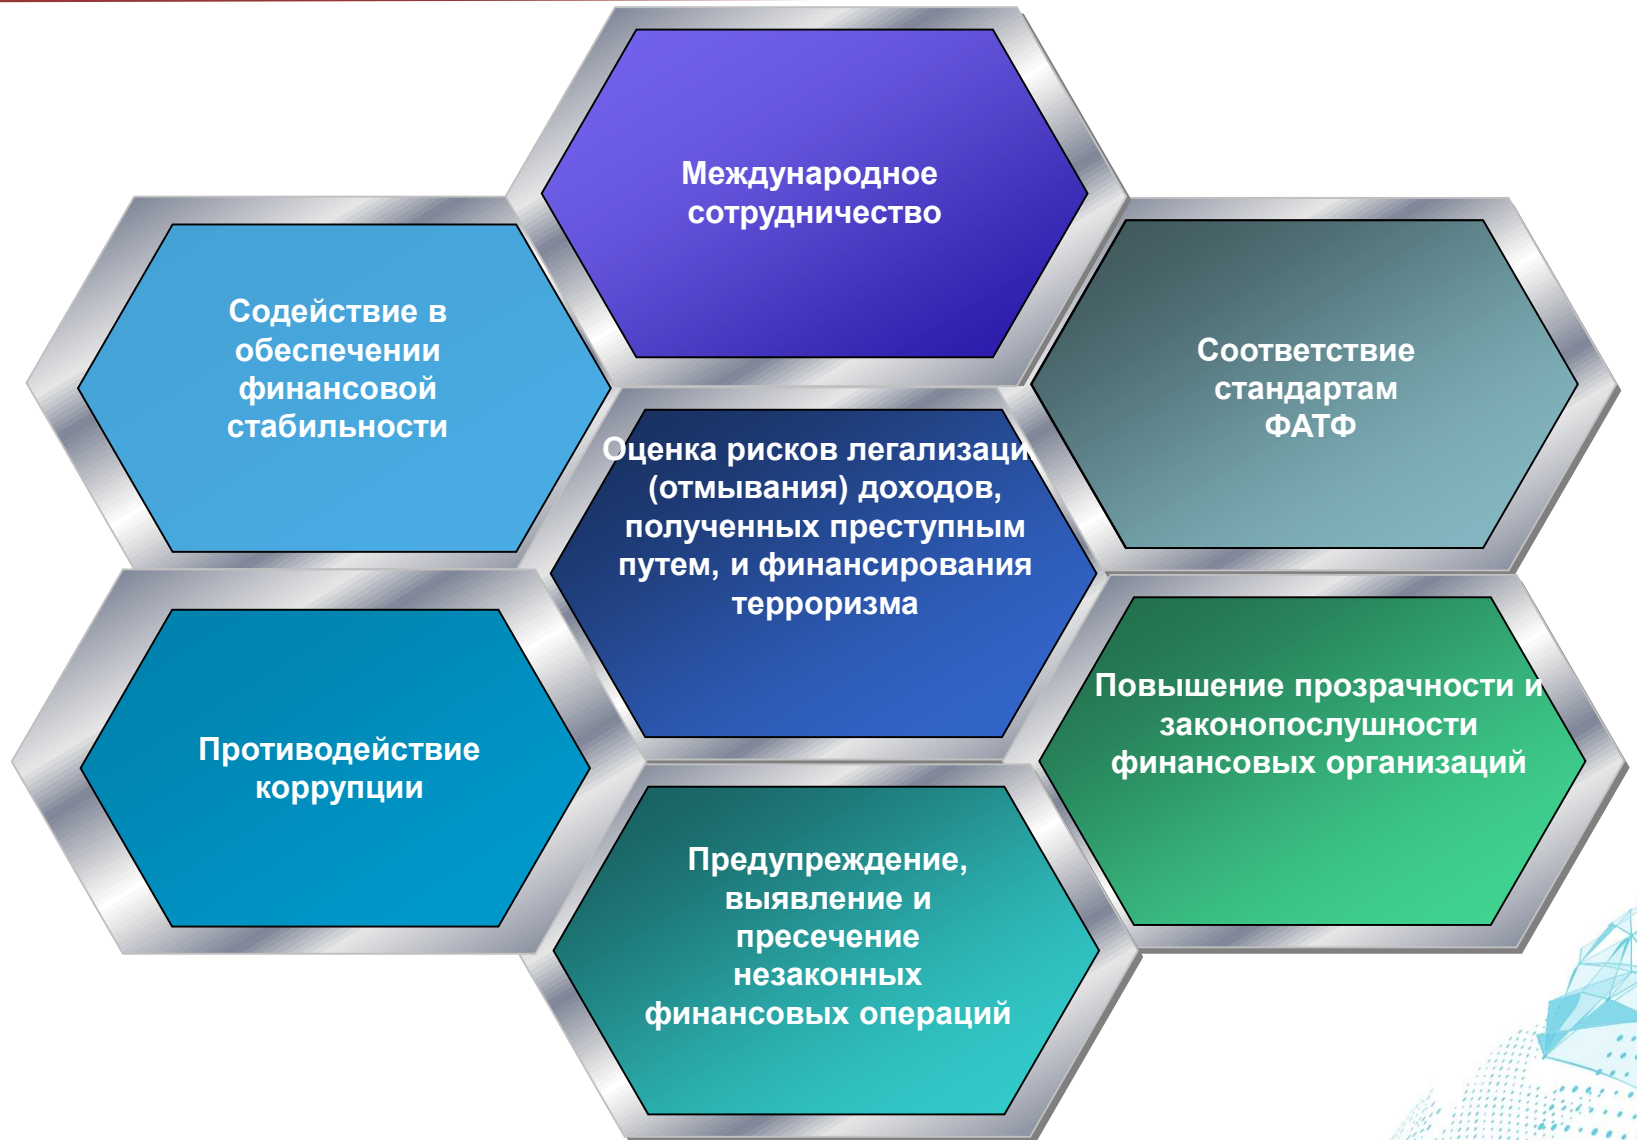 Международное
сотрудничество
Содействие в
обеспечении
финансовой
стабильности
Соответствие
стандартам
ФАТФ
Оценка рисков легализаци
(отмывания) доходов,
полученных преступным
путем, и финансирования
терроризма
Повышение прозрачности и
законопослушности
финансовых организаций
Противодействие
коррупции
Предупреждение,
выявление и
пресечение
незаконных
финансовых операций